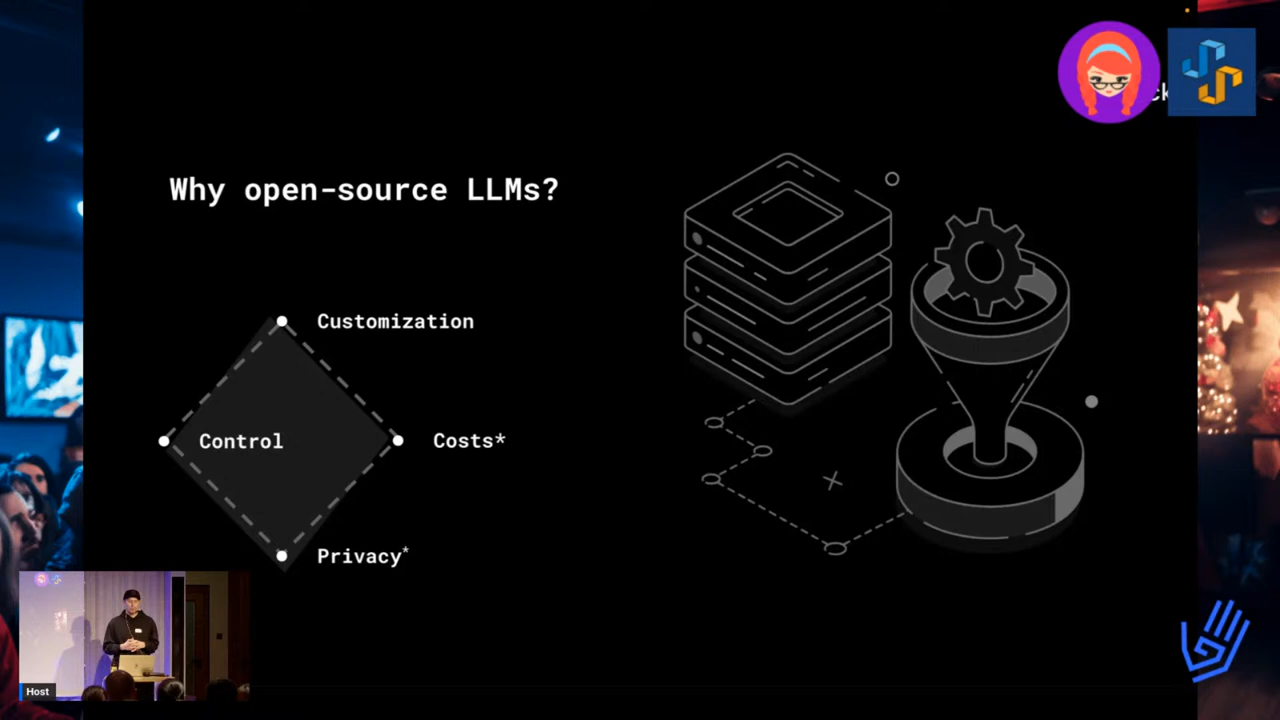 Why open-source LLMs?
Customization
Control
Costs*
Privacy*
Host